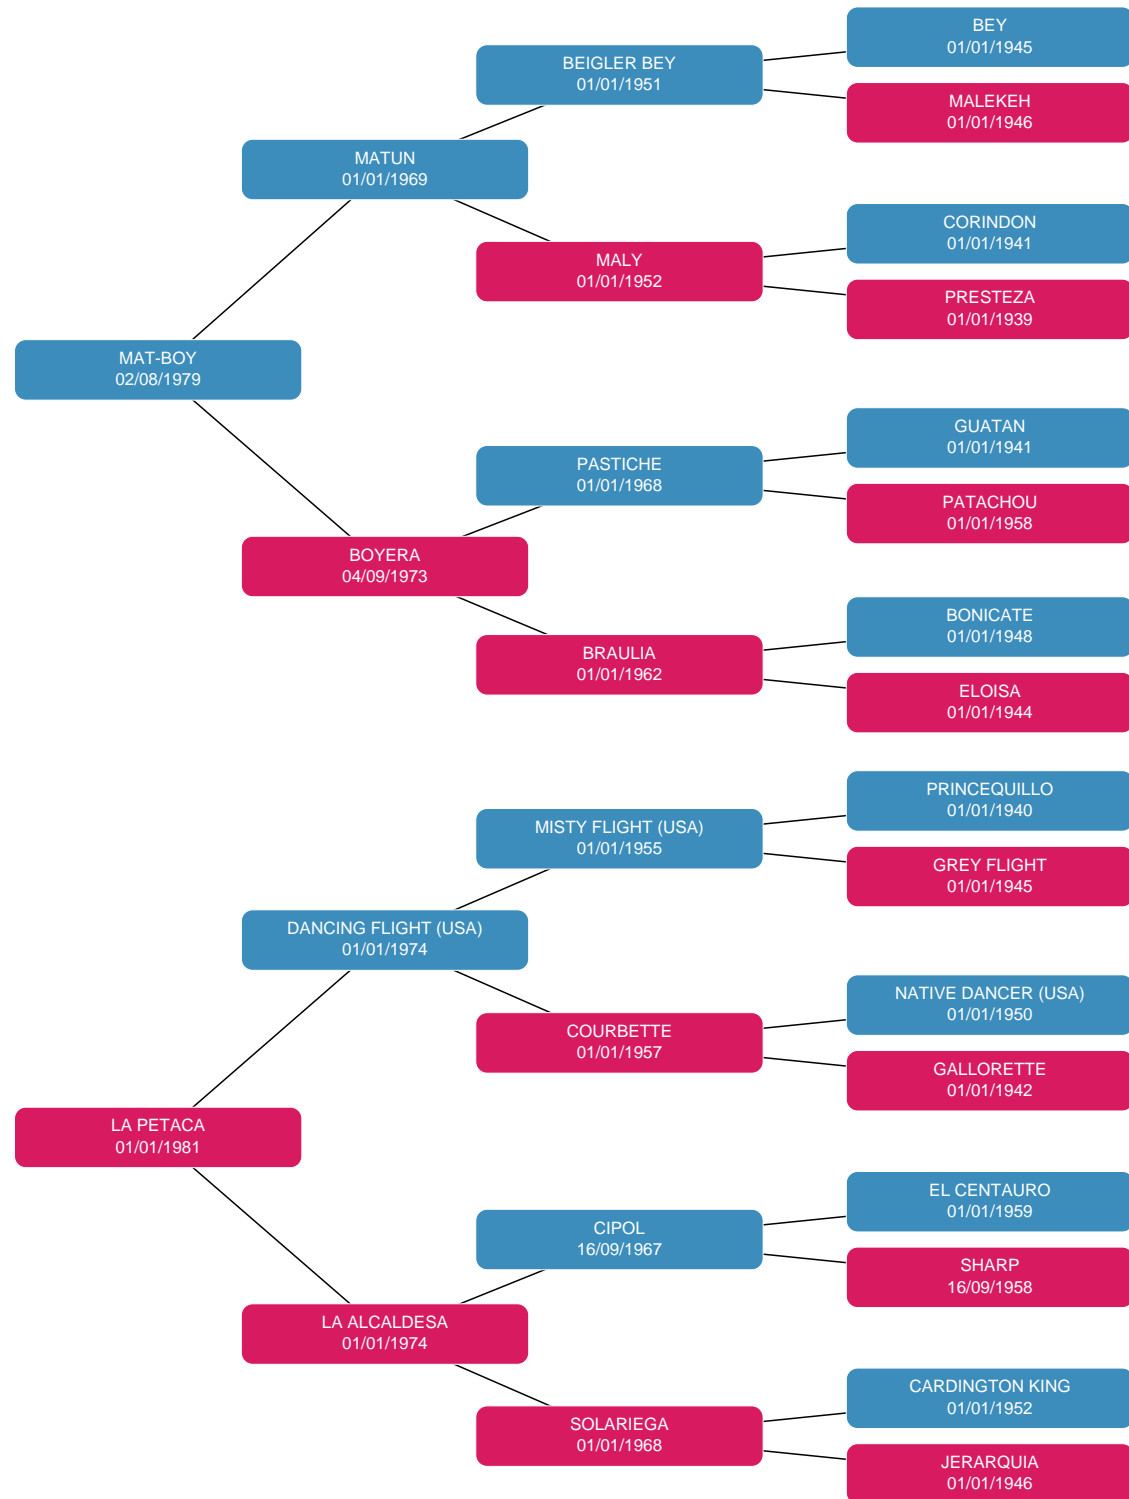 BEY
01/01/1945
BEIGLER BEY
01/01/1951
MALEKEH
01/01/1946
MATUN
01/01/1969
CORINDON
01/01/1941
MALY
01/01/1952
PRESTEZA
01/01/1939
MAT-BOY
02/08/1979
GUATAN
01/01/1941
PASTICHE
01/01/1968
PATACHOU
01/01/1958
BOYERA
04/09/1973
BONICATE
01/01/1948
BRAULIA
01/01/1962
ELOISA
01/01/1944
PRINCEQUILLO
01/01/1940
MISTY FLIGHT (USA)
01/01/1955
GREY FLIGHT
01/01/1945
DANCING FLIGHT (USA)
01/01/1974
NATIVE DANCER (USA)
01/01/1950
COURBETTE
01/01/1957
GALLORETTE
01/01/1942
LA PETACA
01/01/1981
EL CENTAURO
01/01/1959
CIPOL
16/09/1967
SHARP
16/09/1958
LA ALCALDESA
01/01/1974
CARDINGTON KING
01/01/1952
SOLARIEGA
01/01/1968
JERARQUIA
01/01/1946